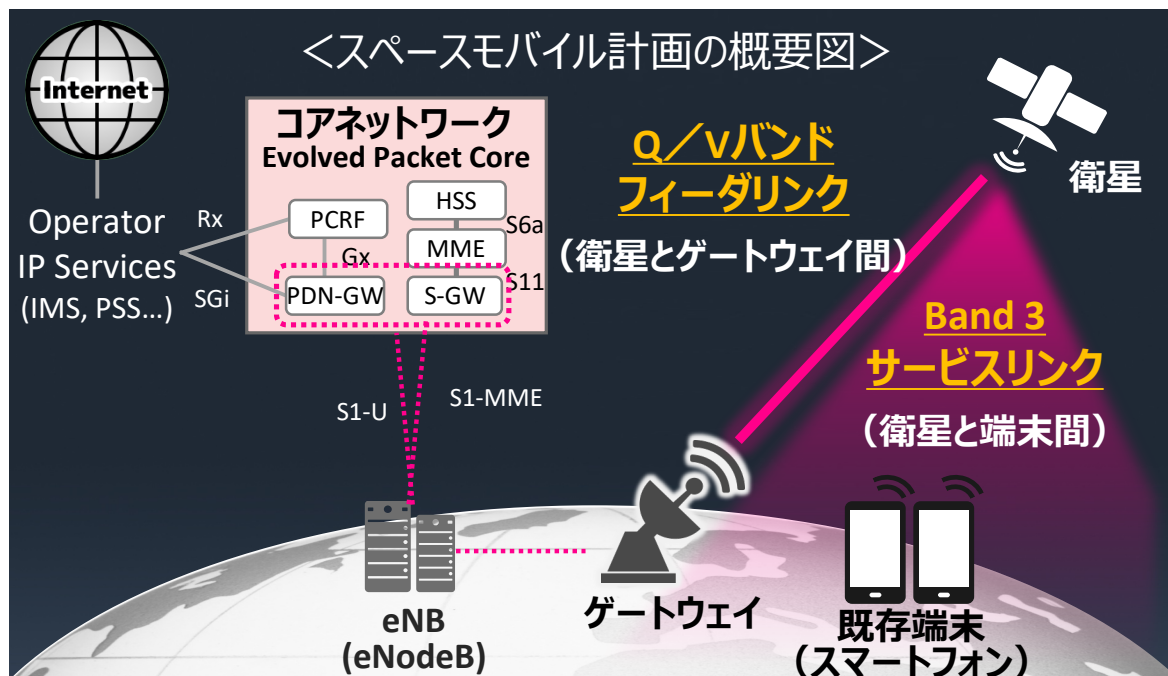 ＜スペースモバイル計画の概要図＞
Internet
コアネットワーク
Evolved Packet Core
HSS
S6a
PCRF
MME
Gx
S11
PDN-GW
S-GW
Operator
IP Services
(IMS, PSS…)
Rx
SGi
S1-U
S1-MME
Q／Vバンド
フィーダリンク
（衛星とゲートウェイ間）
衛星
Band 3
サービスリンク
（衛星と端末間）
eNB
(eNodeB)
ゲートウェイ
既存端末
（スマートフォン）